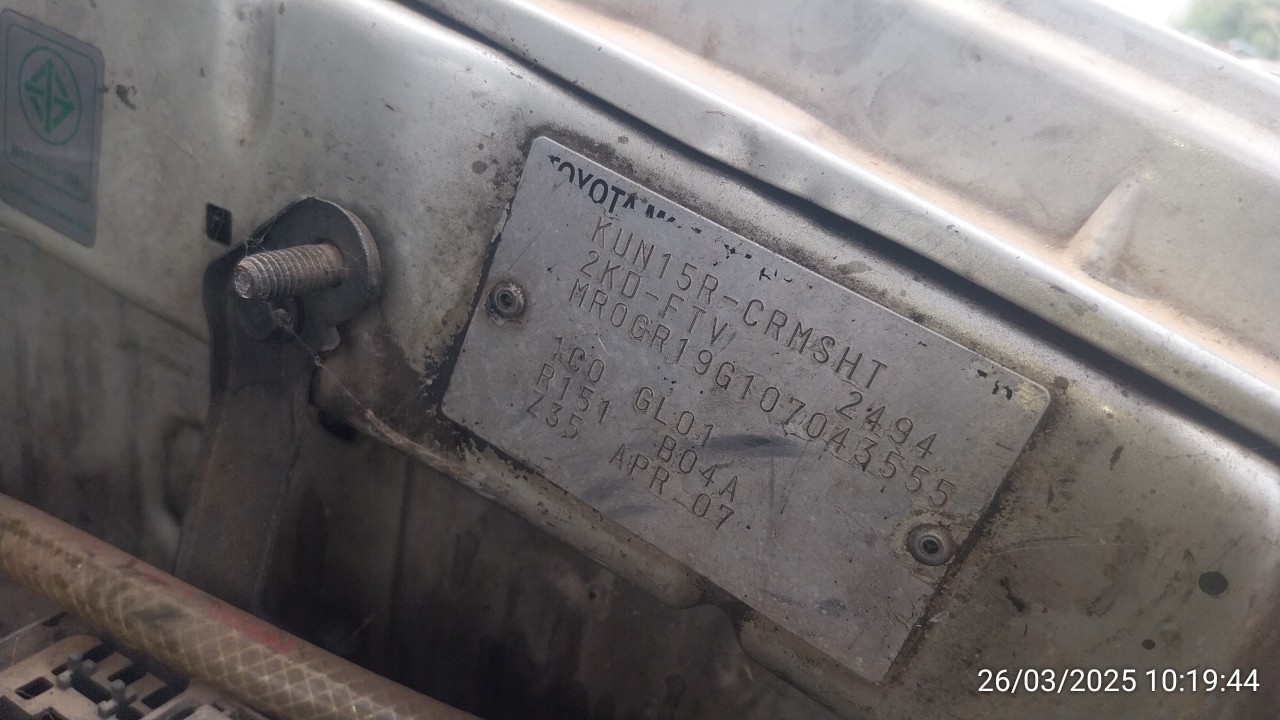 TOYOTA
KUN15R-CRMSHT
2KD-FTV 2494
MR0GR19G107043555
1C0 GL01
R151 B04A
Z35 APR-07
26/03/2025 10:19:44